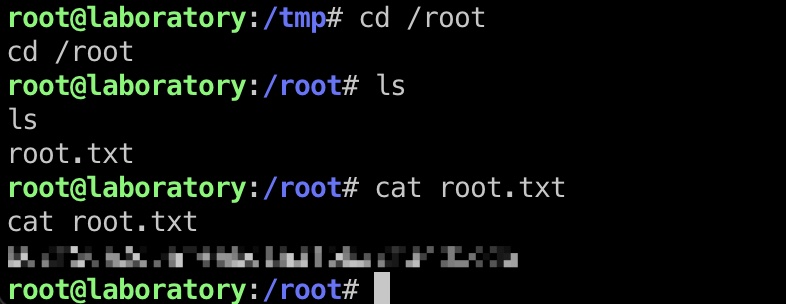 root@laboratory:/tmp# cd /root
cd /root
root@laboratory:/root# ls
ls
root.txt
root@laboratory:/root# cat root.txt
cat root.txt
root@laboratory:/root#